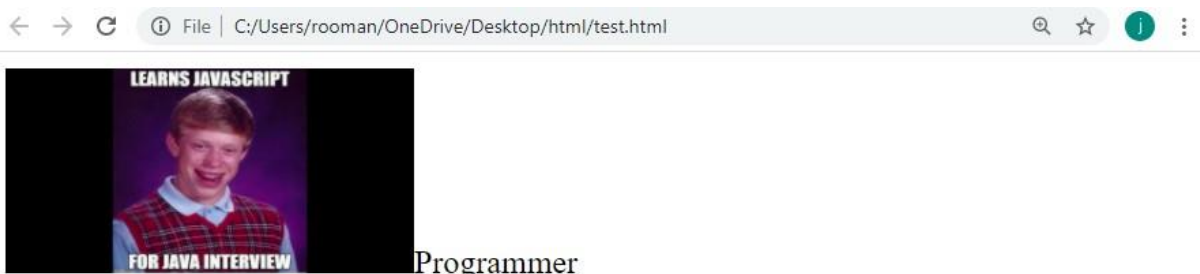 File | C:/Users/rooman/OneDrive/Desktop/html/test.html
j
LEARNS JAVASCRIPT
FOR JAVA INTERVIEW
Programmer